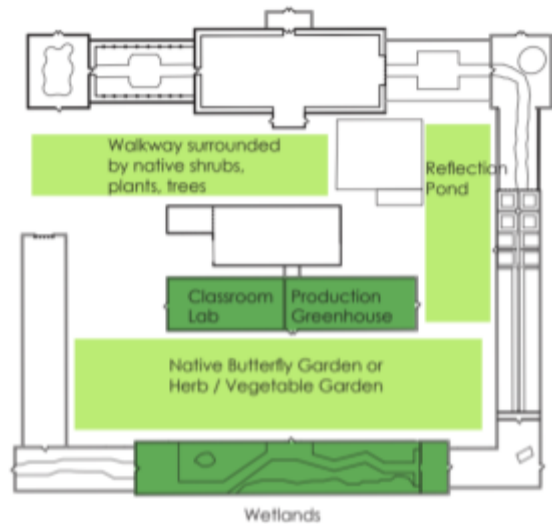 Walkway surrounded
by native shrubs,
plants, trees
Reflection
Pond
Classroom
Lab
Production
Greenhouse
Native Butterfly Garden or
Herb / Vegetable Garden
Wetlands